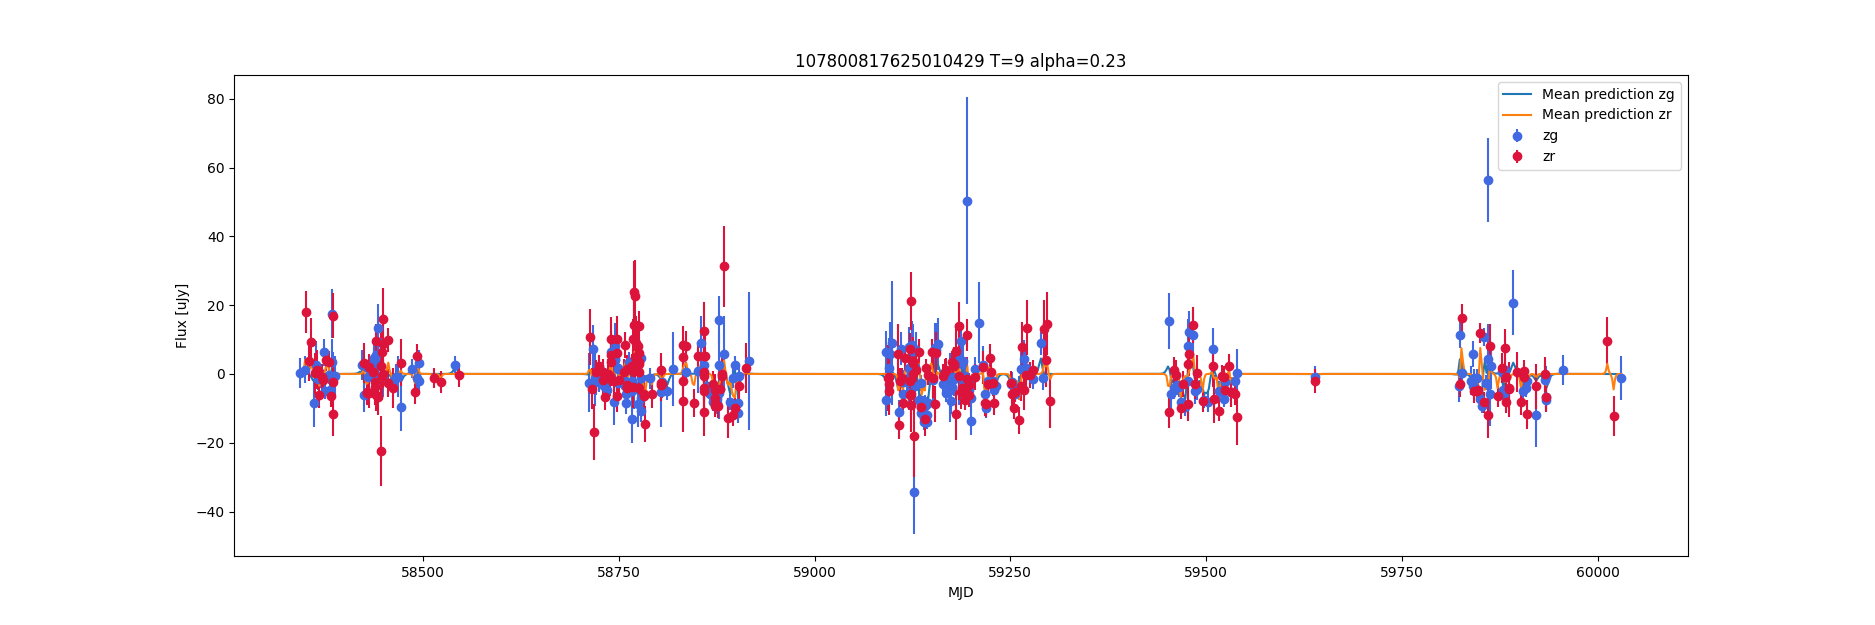 107800817625010429 T=9 alpha=0.23
Mean prediction zg
Mean prediction zr
zg
zr
80
60
40
20
0
−20
−40
Flux [uJy]
58500
58750
59000
59250
59500
59750
60000
MJD